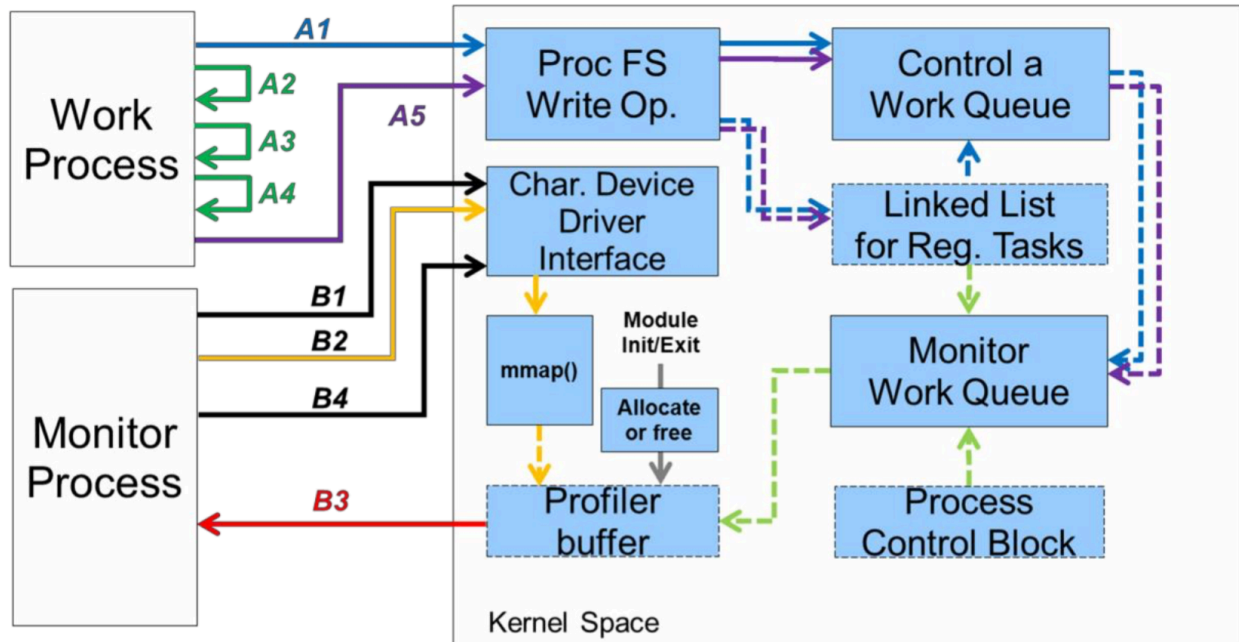 Work
Process
A1
A2
A3
A4
A5
Proc FS
Write Op.
Control a
Work Queue
Char. Device
Driver
Interface
Linked List
for Reg. Tasks
Monitor
Process
B1
B2
B4
B3
mmap()
Module
Init/Exit
Allocate
or free
Monitor
Work Queue
Profiler
buffer
Process
Control Block
Kernel Space